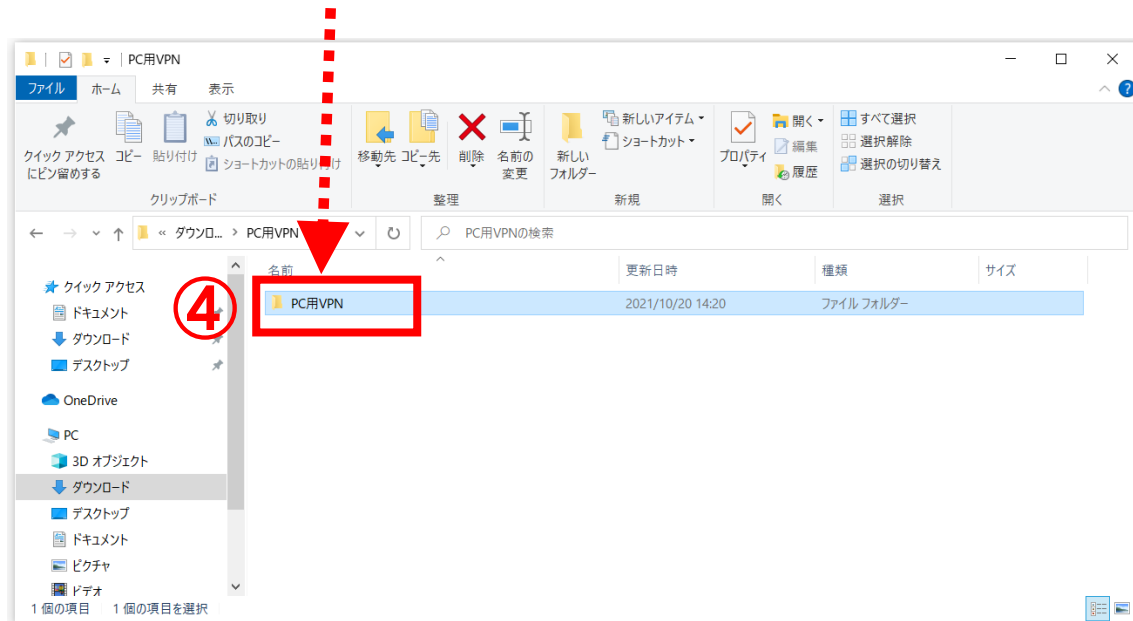 PC用VPN
ファイル ホーム 共有 表示
クイック アクセス
にピン留めする
コピー
貼り付け
切り取り
パスのコピー
ショートカットの貼り付け
クリップボード
移動先
コピー先
削除
名前の
変更
整理
新しい
フォルダー
新しいアイテム
ショートカット
新規
プロパティ
開く
編集
履歴
開く
すべて選択
選択解除
選択の切り替え
選択
« ダウンロ... › PC用VPN
PC用VPNの検索
名前 更新日時 種類 サイズ
④
PC用VPN 2021/10/20 14:20 ファイル フォルダー
クイック アクセス
ドキュメント
ダウンロード
デスクトップ
OneDrive
PC
3D オブジェクト
ダウンロード
デスクトップ
ドキュメント
ピクチャ
ビデオ
1 個の項目 1 個の項目を選択